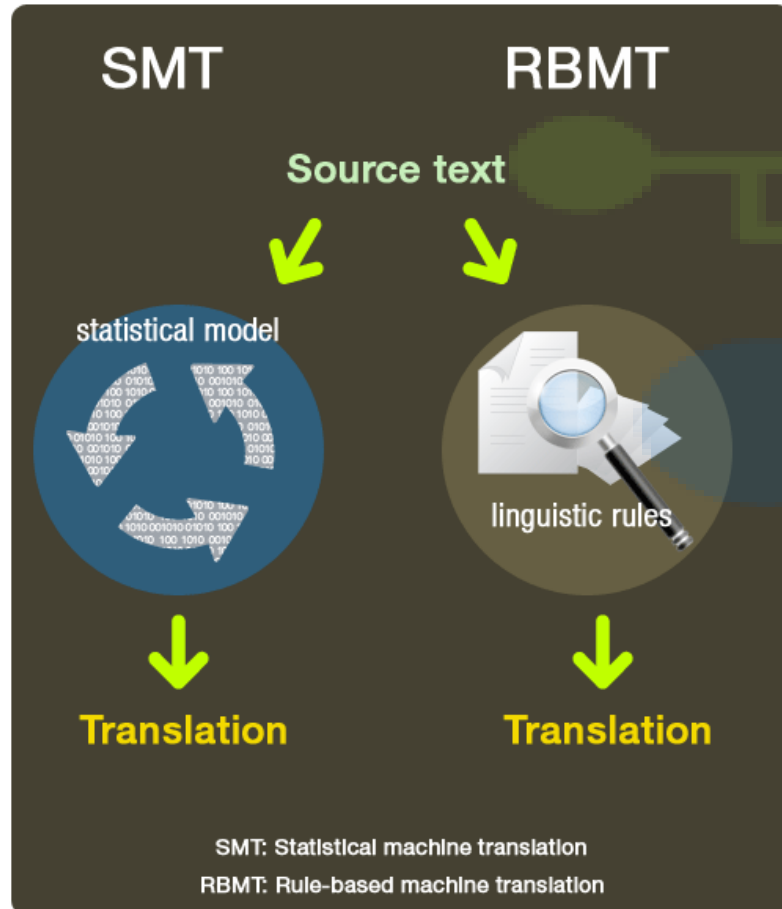 SMT
RBMT
Source text
statistical model
linguistic rules
Translation
Translation
SMT: Statistical machine translation
RBMT: Rule-based machine translation